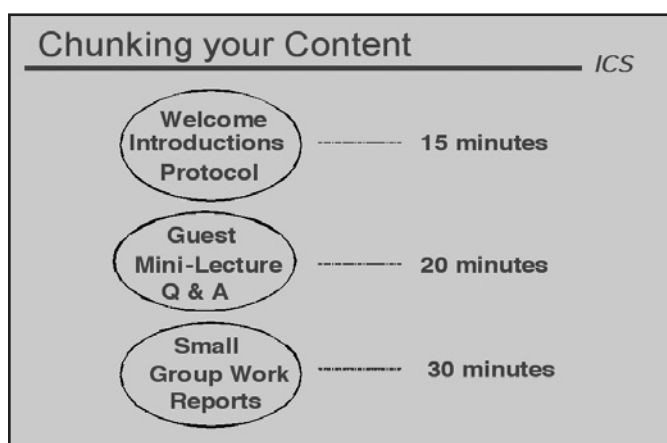 Chunking your Content
ICS
Welcome
Introductions
Protocol
15 minutes
Guest
Mini-Lecture
Q & A
20 minutes
Small
Group Work
Reports
30 minutes